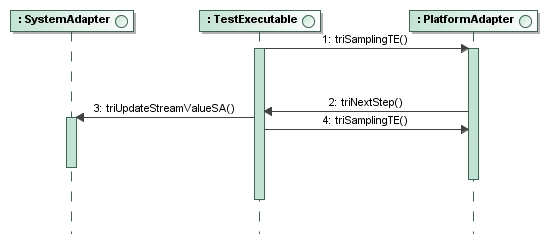 : SystemAdapter
: TestExecutable
: PlatformAdapter
1: triSamplingTE()
2: triNextStep()
3: triUpdateStreamValueSA()
4: triSamplingTE()